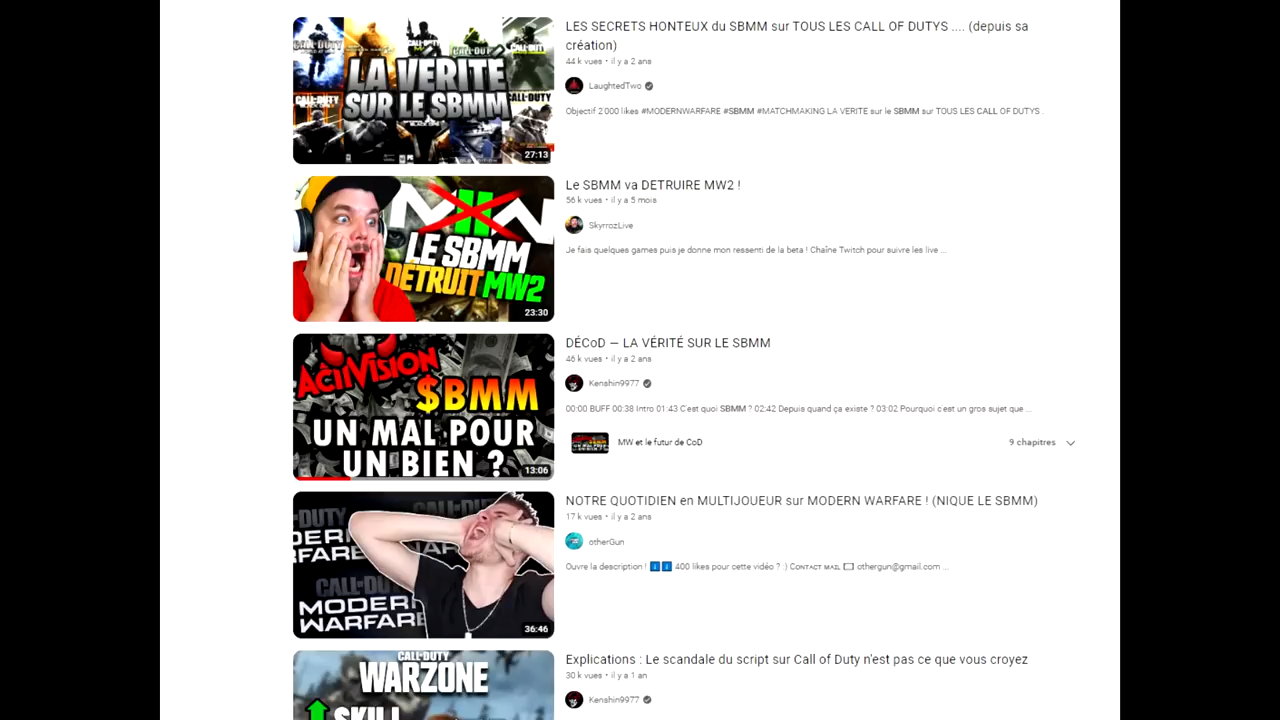 LES SECRETS HONTEUX du SBMM sur TOUS LES CALL OF DUTYS .... (depuis sa
création)
44 k vues • il y a 2 ans
LaughtedTwo
Objectif 2'000 likes #MODERNWARFARE #SBMM #MATCHMAKING LA VERITE sur le SBMM sur TOUS LES CALL OF DUTYS .
LA VERITE
SUR LE SBMM
27:13
Le SBMM va DETRUIRE MW2 !
56 k vues • il y a 5 mois
SkyrrozLive
Je fais quelques games puis je donne mon ressenti de la beta ! Chaîne Twitch pour suivre les live ...
LE SBMM
DÉTRUIT MW2
23:30
DÉCoD — LA VÉRITÉ SUR LE SBMM
46 k vues • il y a 2 ans
Kenshin9977
00:00 BUFF 00:38 Intro 01:43 C'est quoi SBMM ? 02:42 Depuis quand ça existe ? 03:02 Pourquoi c'est un gros sujet que ...
MW et le futur de CoD
9 chapitres
ACTIVISION
$BMM
UN MAL POUR
UN BIEN ?
13:06
NOTRE QUOTIDIEN en MULTIJOUEUR sur MODERN WARFARE ! (NIQUE LE SBMM)
17 k vues • il y a 2 ans
otherGun
Ouvre la description ! ⬇️⬇️ 400 likes pour cette vidéo ? :) Cᴏɴᴛᴀᴄᴛ ᴍᴀɪʟ othergun@gmail.com ...
MODERN
WARFARE
36:46
Explications : Le scandale du script sur Call of Duty n'est pas ce que vous croyez
30 k vues • il y a 1 an
Kenshin9977
CALL·DUTY
WARZONE
SKILL